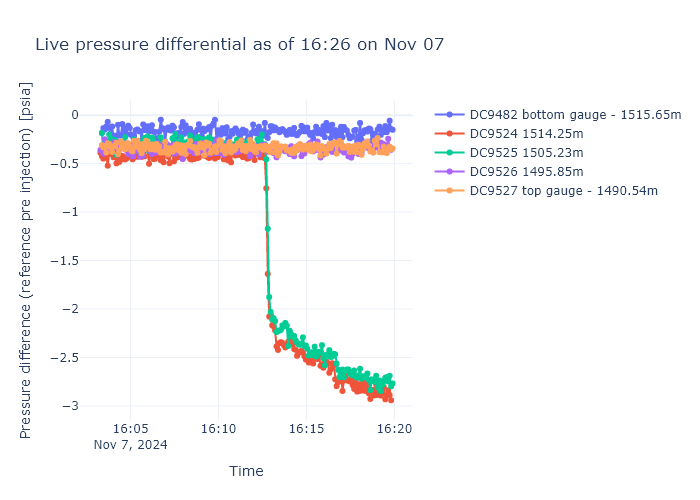 Live pressure differential as of 16:26 on Nov 07
Pressure difference (reference pre injection) [psia]
0
−0.5
−1
−1.5
−2
−2.5
−3
16:05
Nov 7, 2024
16:10
16:15
16:20
Time
DC9482 bottom gauge - 1515.65m
DC9524 1514.25m
DC9525 1505.23m
DC9526 1495.85m
DC9527 top gauge - 1490.54m